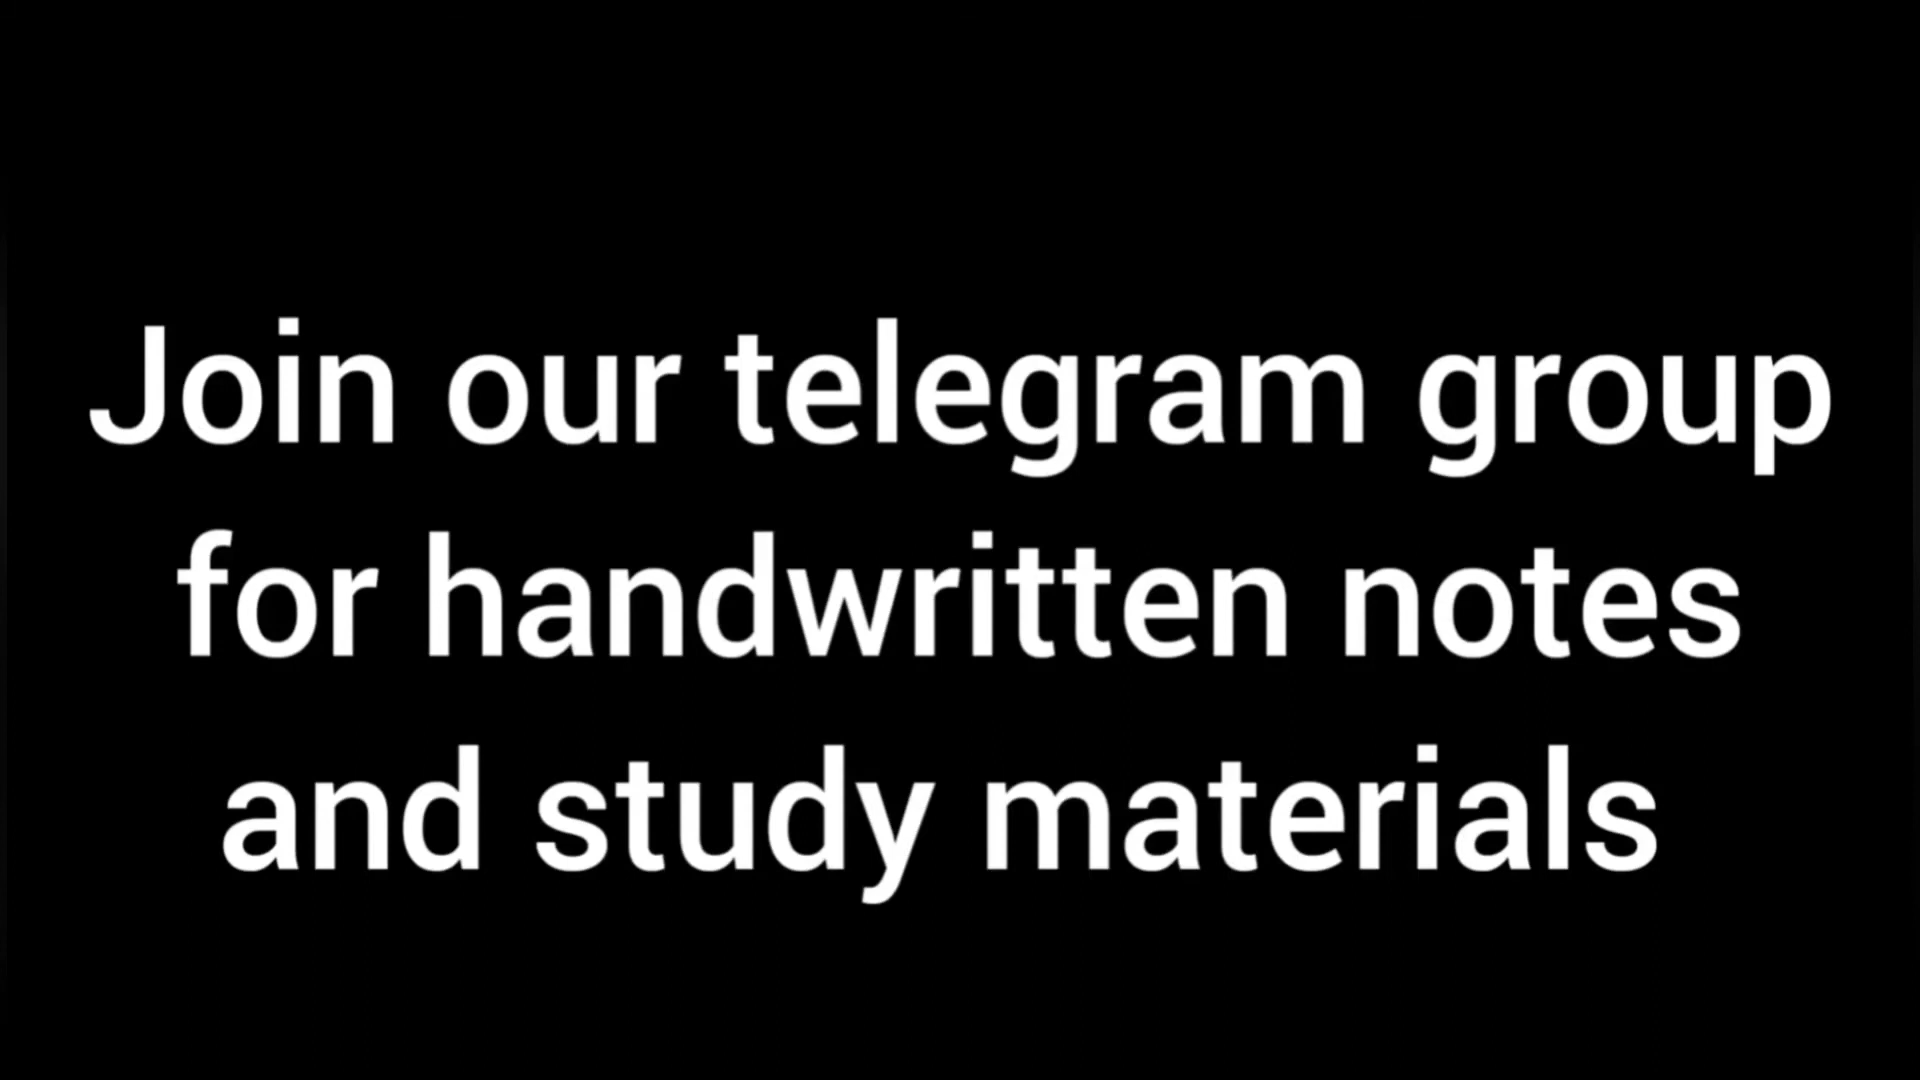 Join our telegram group
for handwritten notes
and study materials